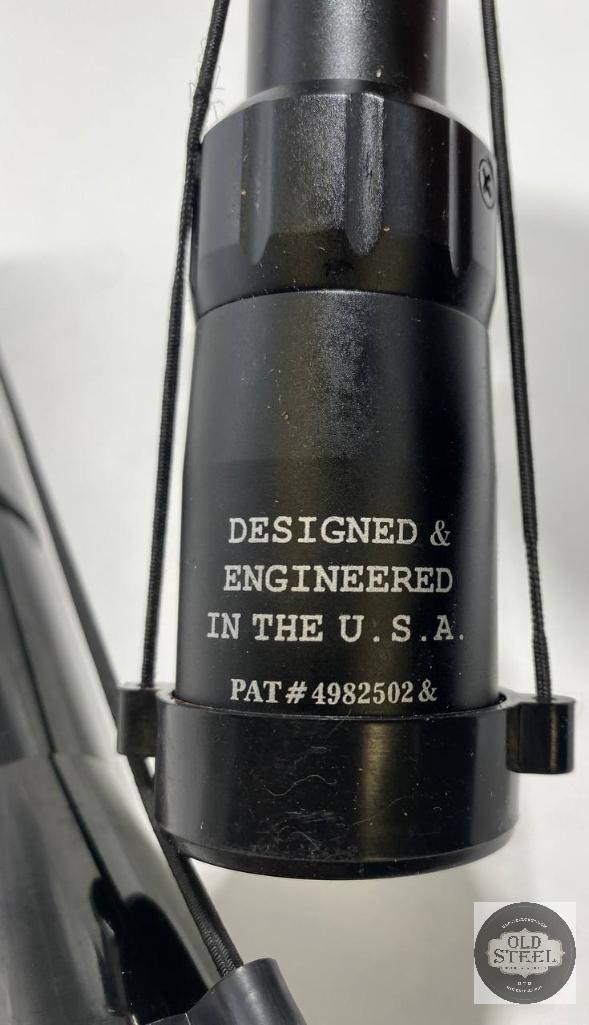 DESIGNED &
ENGINEERED
IN THE U.S.A.
PAT# 4982502 &
OLD
STEEL